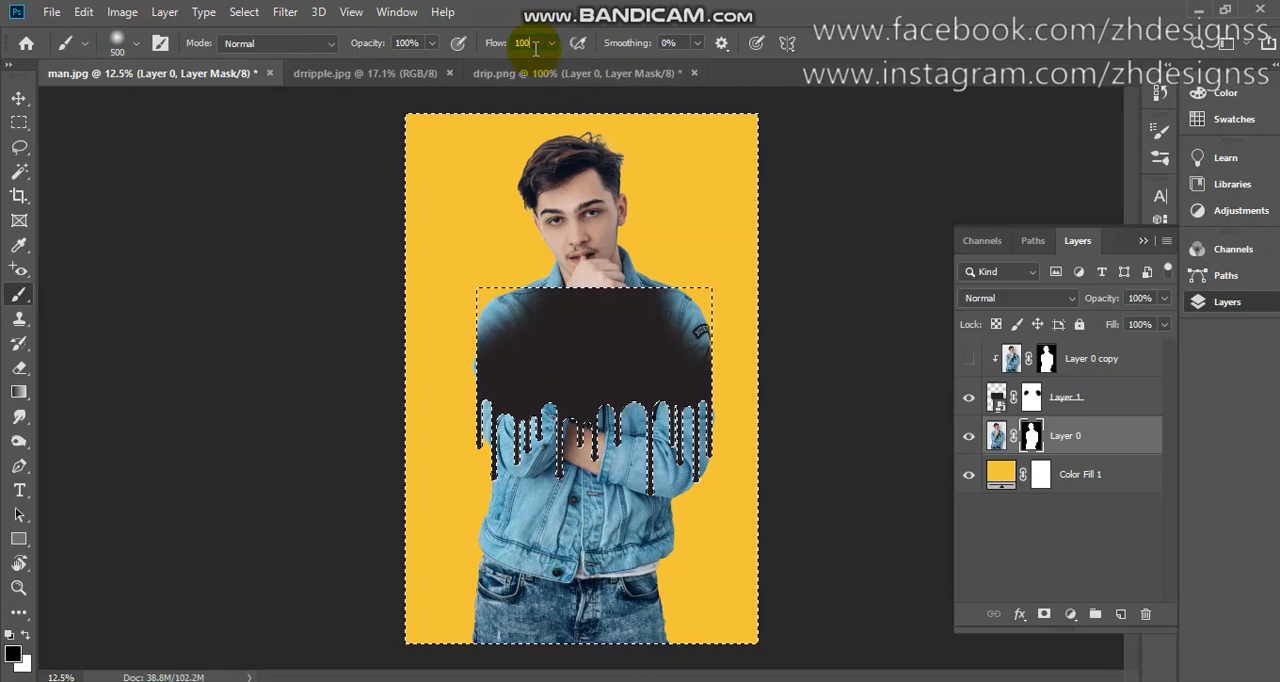 Ps File Edit Image Layer Type Select Filter 3D View Window Help
www.BANDICAM.com
www.facebook.com/zhdesignss
500 Mode: Normal Opacity: 100% Flow: 100 Smoothing: 0%
man.jpg @ 12.5% (Layer 0, Layer Mask/8) * × drripple.jpg @ 17.1% (RGB/8) × drip.png @ 100% (Layer 0, Layer Mask/8) * ×
www.instagram.com/zhdesignss
Color
Swatches
Learn
Libraries
Adjustments
Channels
Paths
Layers
Channels Paths Layers
Kind
Normal Opacity: 100%
Lock: Fill: 100%
Layer 0 copy
Layer 1
Layer 0
Color Fill 1
12.5% Doc: 38.8M/102.2M